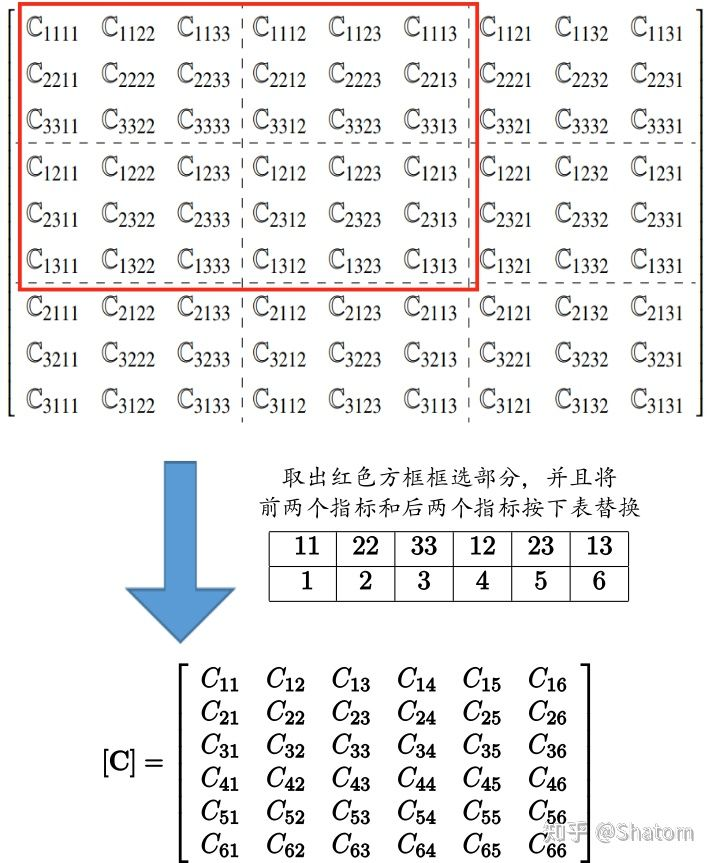 ℂ1111 ℂ1122 ℂ1133 ℂ1112 ℂ1123 ℂ1113 ℂ1121 ℂ1132 ℂ1131
ℂ2211 ℂ2222 ℂ2233 ℂ2212 ℂ2223 ℂ2213 ℂ2221 ℂ2232 ℂ2231
ℂ3311 ℂ3322 ℂ3333 ℂ3312 ℂ3323 ℂ3313 ℂ3321 ℂ3332 ℂ3331
ℂ1211 ℂ1222 ℂ1233 ℂ1212 ℂ1223 ℂ1213 ℂ1221 ℂ1232 ℂ1231
ℂ2311 ℂ2322 ℂ2333 ℂ2312 ℂ2323 ℂ2313 ℂ2321 ℂ2332 ℂ2331
ℂ1311 ℂ1322 ℂ1333 ℂ1312 ℂ1323 ℂ1313 ℂ1321 ℂ1332 ℂ1331
ℂ2111 ℂ2122 ℂ2133 ℂ2112 ℂ2123 ℂ2113 ℂ2121 ℂ2132 ℂ2131
ℂ3211 ℂ3222 ℂ3233 ℂ3212 ℂ3223 ℂ3213 ℂ3221 ℂ3232 ℂ3231
ℂ3111 ℂ3122 ℂ3133 ℂ3112 ℂ3123 ℂ3113 ℂ3121 ℂ3132 ℂ3131
取出红色方框框选部分，并且将
前两个指标和后两个指标按下表替换
11 22 33 12 23 13
1 2 3 4 5 6
C11 C12 C13 C14 C15 C16
C21 C22 C23 C24 C25 C26
C31 C32 C33 C34 C35 C36
[C] =
C41 C42 C43 C44 C45 C46
C51 C52 C53 C54 C55 C56
C61 C62 C63 C64 C65 C66
知乎 @Shatom